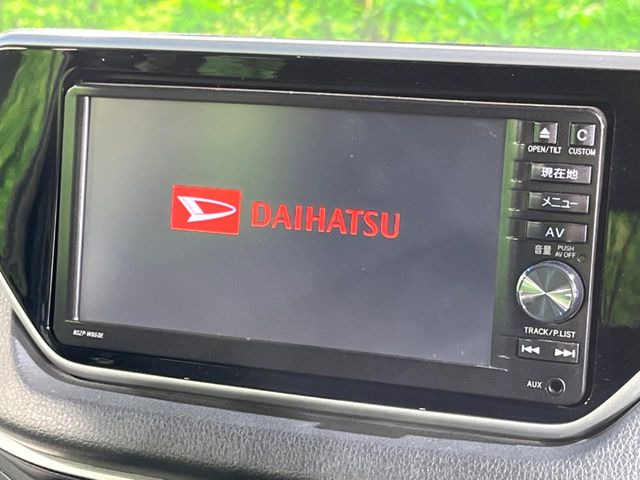 OPEN/TILT
C
CUSTOM
現在地
メニュー
AV
音量 PUSH
AV OFF
DAIHATSU
TRACK/P.LIST
NSZP-W65DE
AUX